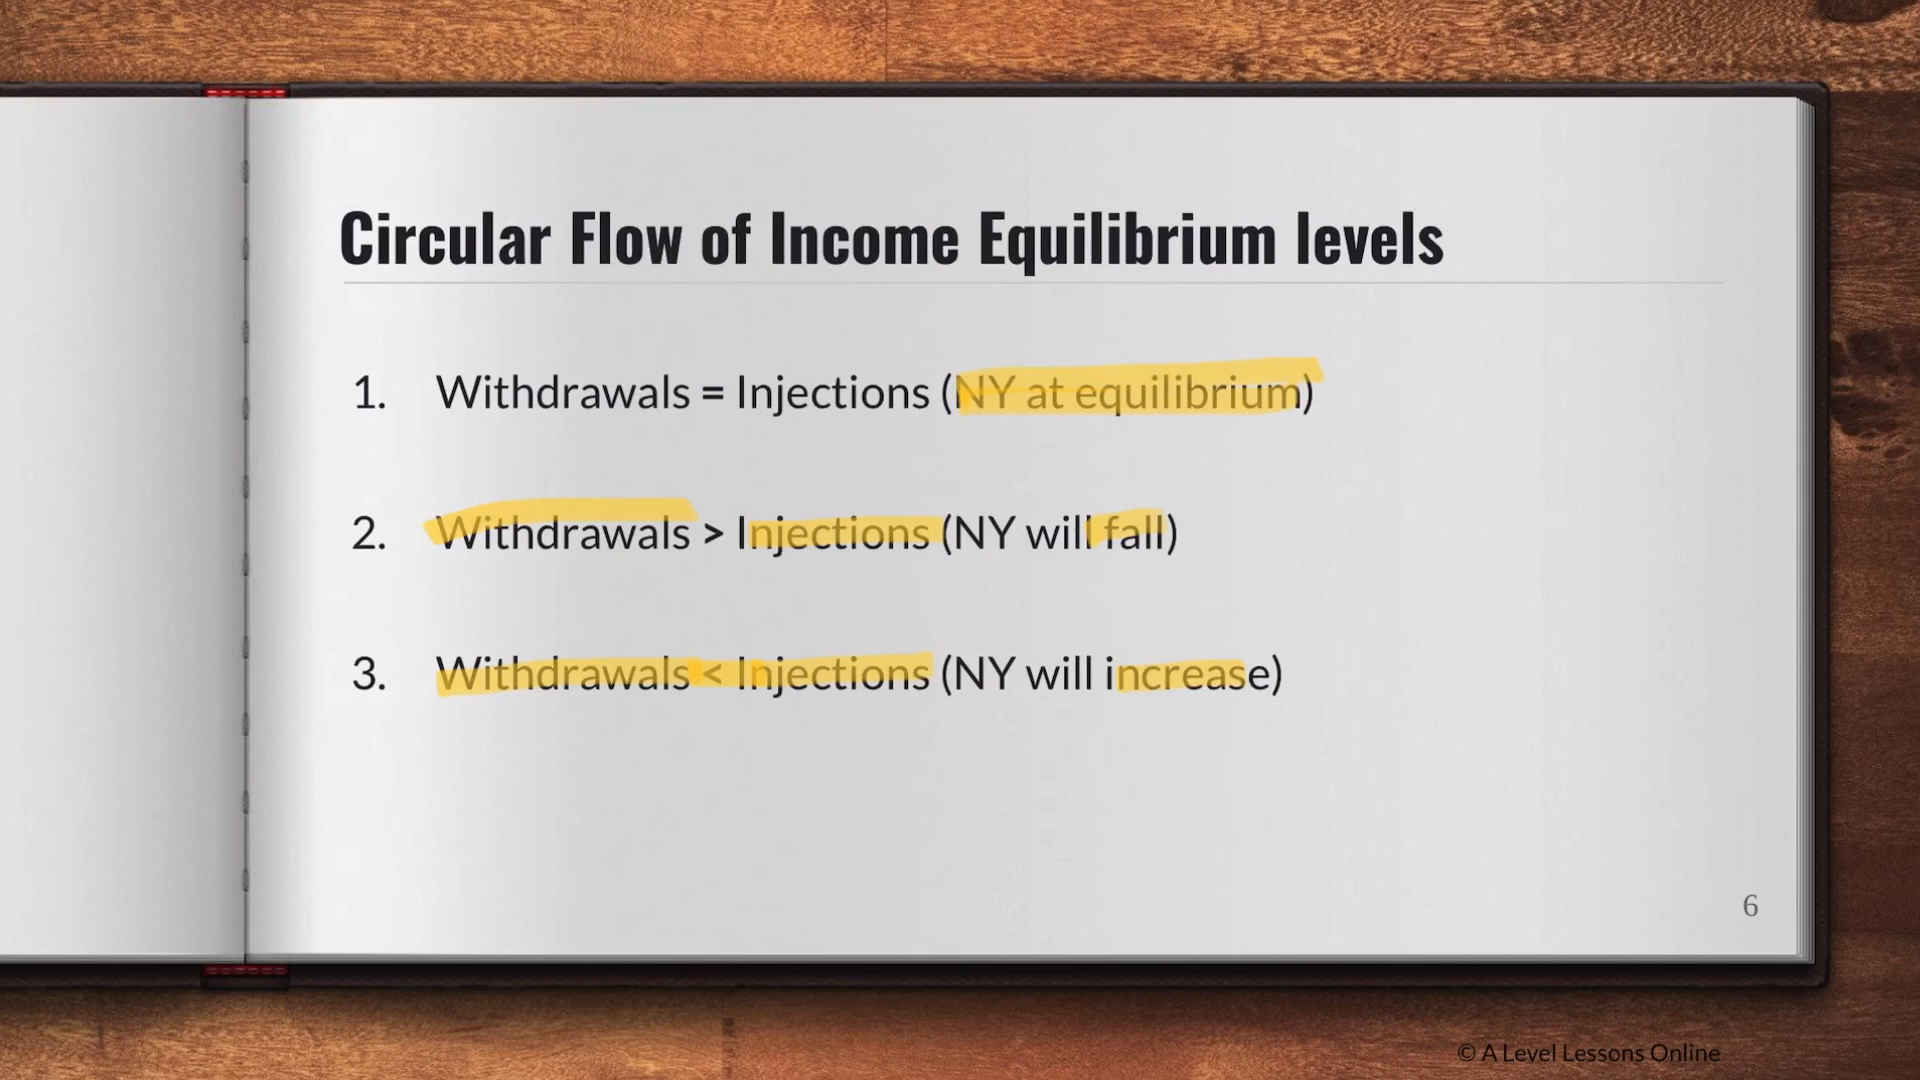 Circular Flow of Income Equilibrium levels
1. Withdrawals = Injections (NY at equilibrium)
2. Withdrawals > Injections (NY will fall)
3. Withdrawals < Injections (NY will increase)
6
© A Level Lessons Online